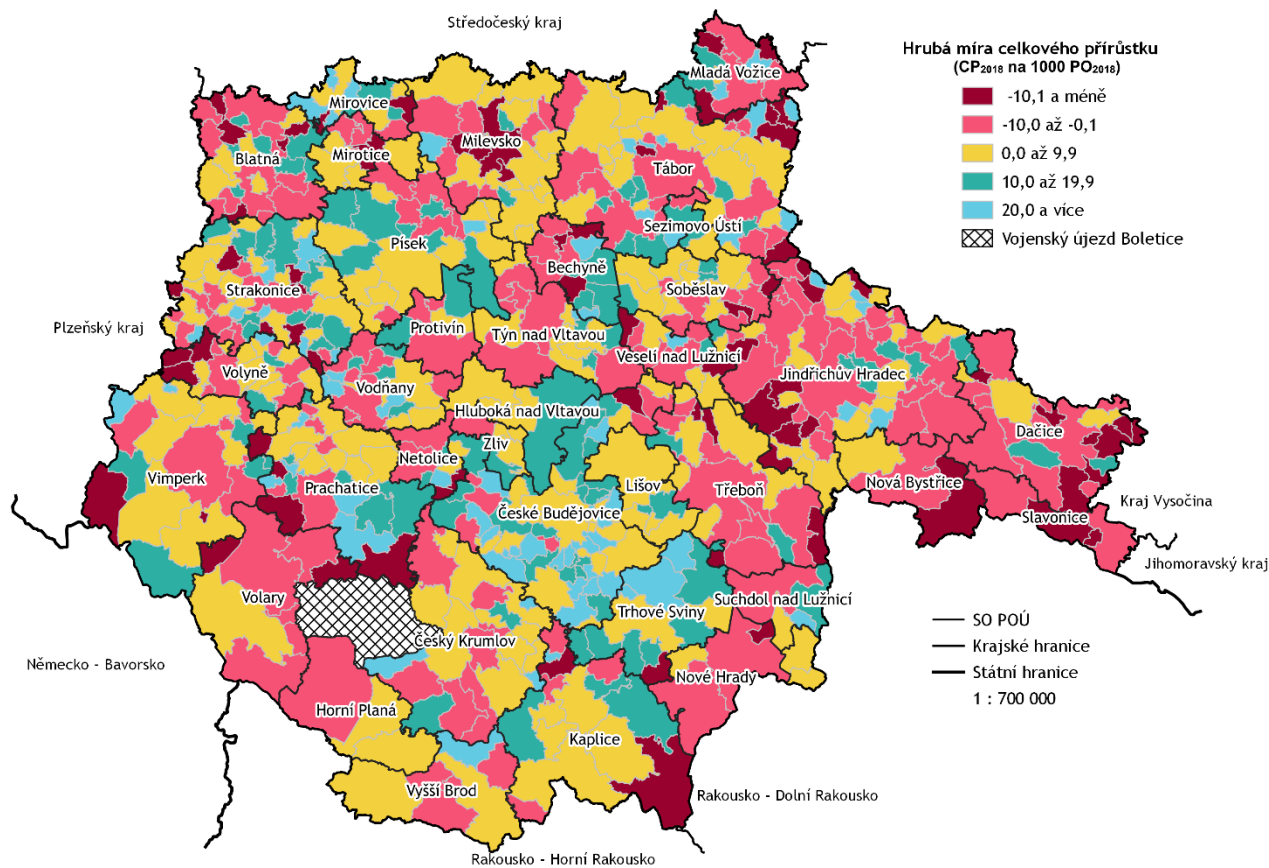 Středočeský kraj
Hrubá míra celkového přírůstku
(CP2018 na 1000 PO2018)
-10,1 a méně
-10,0 až -0,1
0,0 až 9,9
10,0 až 19,9
20,0 a více
Vojenský újezd Boletice
Mladá Vožice
Mirovice
Milevsko
Blatná
Mirotice
Tábor
Sezimovo Ústí
Písek
Bechyně
Soběslav
Strakonice
Plzeňský kraj
Protivín
Týn nad Vltavou
Veselí nad Lužnicí
Volyně
Vodňany
Jindřichův Hradec
Hluboká nad Vltavou
Dačice
Zliv
Netolice
Vimperk
Prachatice
Lišov
Třeboň
Nová Bystřice
České Budějovice
Kraj Vysočina
Slavonice
Jihomoravský kraj
Volary
Trhové Sviny
Suchdol nad Lužnicí
Český Krumlov
Německo - Bavorsko
Nové Hrady
Horní Planá
Kaplice
Vyšší Brod
Rakousko - Dolní Rakousko
Rakousko - Horní Rakousko
SO POÚ
Krajské hranice
Státní hranice
1 : 700 000